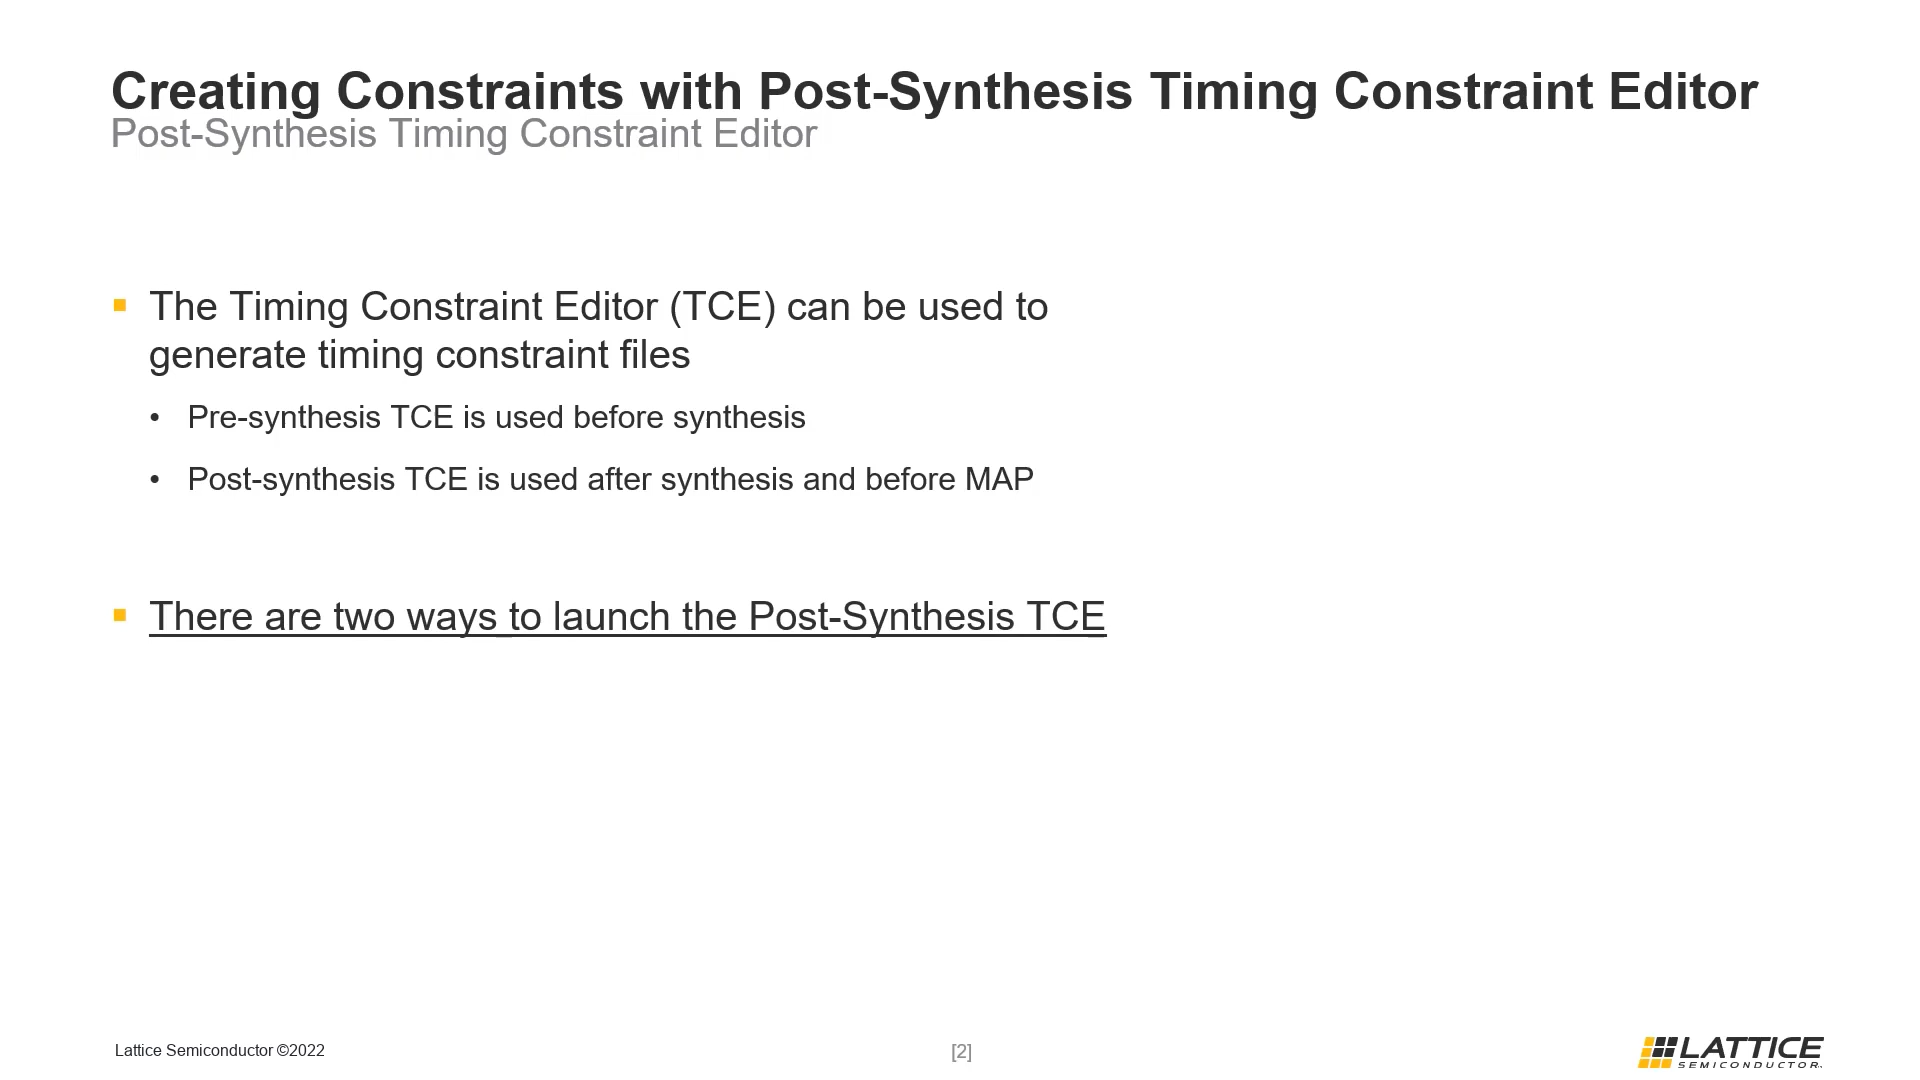 Creating Constraints with Post-Synthesis Timing Constraint Editor
Post-Synthesis Timing Constraint Editor
▪ The Timing Constraint Editor (TCE) can be used to
generate timing constraint files
• Pre-synthesis TCE is used before synthesis
• Post-synthesis TCE is used after synthesis and before MAP
▪ There are two ways to launch the Post-Synthesis TCE
Lattice Semiconductor ©2022
[2]
LATTICE
SEMICONDUCTOR